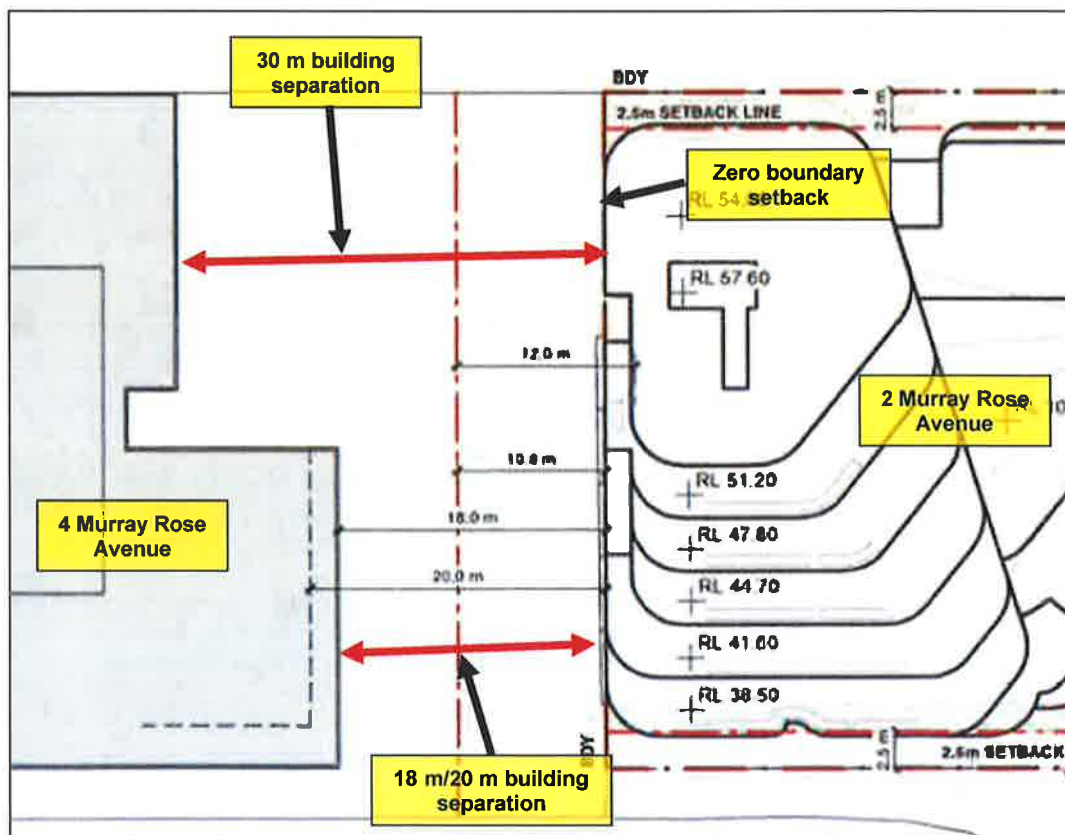 30 m building
separation
BDY
2.5m SETBACK LINE
2.5 m
Zero boundary
setback
RL 57 60
12.0 m
2 Murray Rose
Avenue
10.8 m
RL 51.20
4 Murray Rose
Avenue
18.0 m
RL 47.80
20.0 m
RL 44.70
RL 41.60
RL 38 50
BDY
2.5 m
2.5m SETBACK
18 m/20 m building
separation